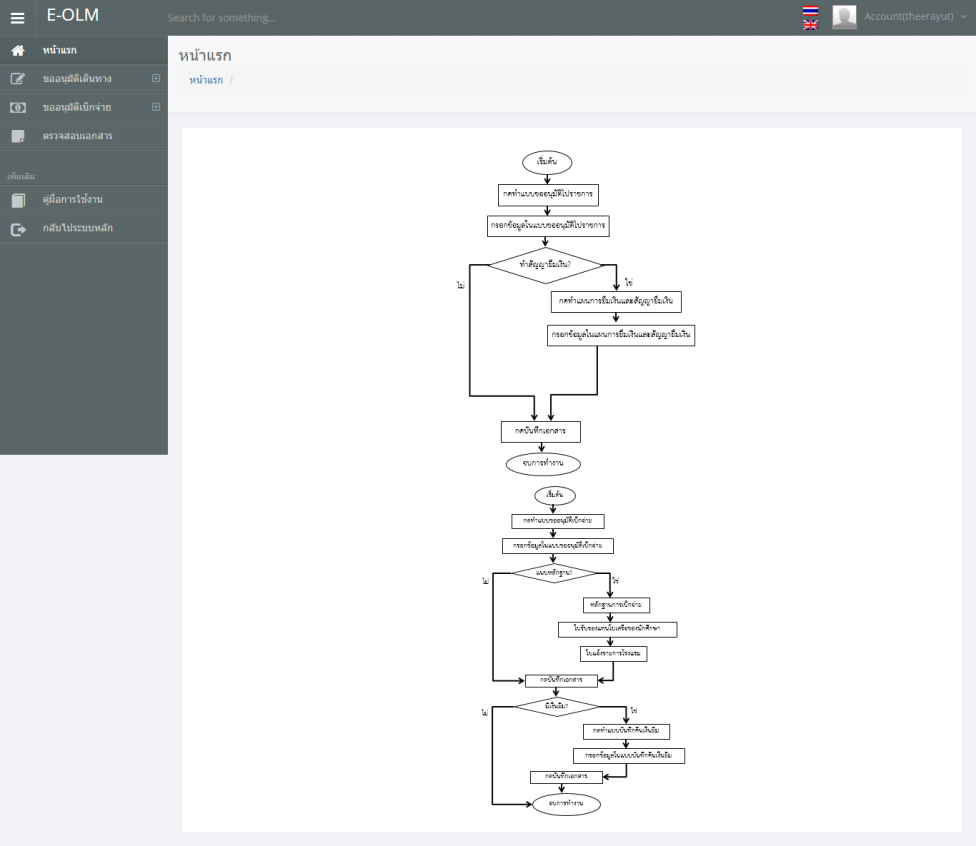 E-OLM
Search for something...
Account(theerayut)
หน้าแรก
ขออนุมัติเดินทาง
ขออนุมัติเบิกจ่าย
ตรวจสอบเอกสาร
เพิ่มเติม
คู่มือการใช้งาน
กลับไประบบหลัก
หน้าแรก
หน้าแรก /
เริ่มต้น
กดทำแบบขออนุมัติไปราชการ
กรอกข้อมูลในแบบขออนุมัติไปราชการ
ทำสัญญายืมเงิน?
ไม่
ใช่
กดทำแผนการยืมเงินและสัญญายืมเงิน
กรอกข้อมูลในแผนการยืมเงินและสัญญายืมเงิน
กดบันทึกเอกสาร
จบการทำงาน
เริ่มต้น
กดทำแบบขออนุมัติเบิกจ่าย
กรอกข้อมูลในแบบขออนุมัติเบิกจ่าย
แนบหลักฐาน?
ไม่
ใช่
หลักฐานการเบิกจ่าย
ใบรับรองแทนใบเสร็จของนักศึกษา
ใบแจ้งรายการโรงแรม
กดบันทึกเอกสาร
มีเงินยืม?
ไม่
ใช่
กดทำแบบบันทึกคืนเงินยืม
กรอกข้อมูลในแบบบันทึกคืนเงินยืม
กดบันทึกเอกสาร
จบการทำงาน